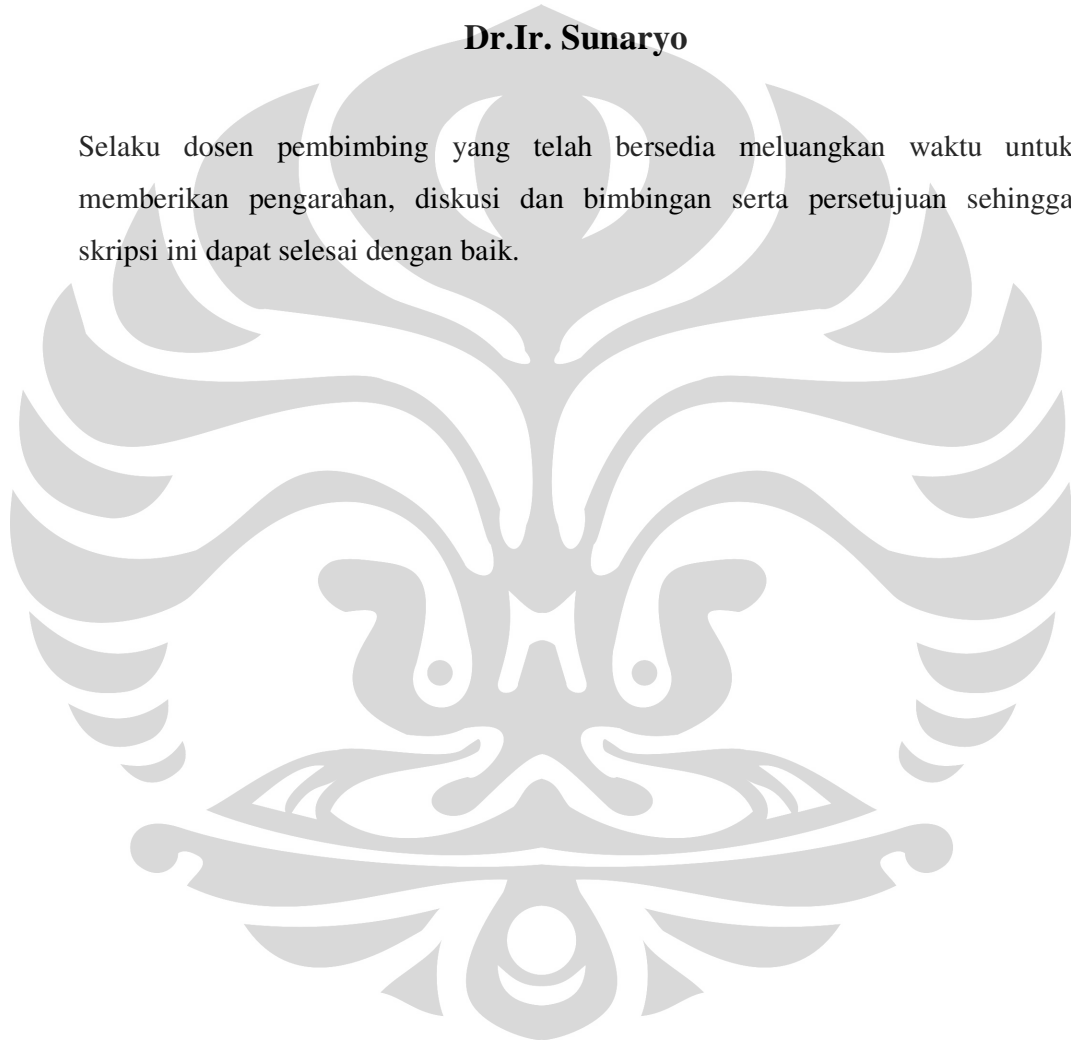 Dr.Ir. Sunaryo
Selaku dosen pembimbing yang telah bersedia meluangkan waktu untuk
memberikan pengarahan, diskusi dan bimbingan serta persetujuan sehingga
skripsi ini dapat selesai dengan baik.